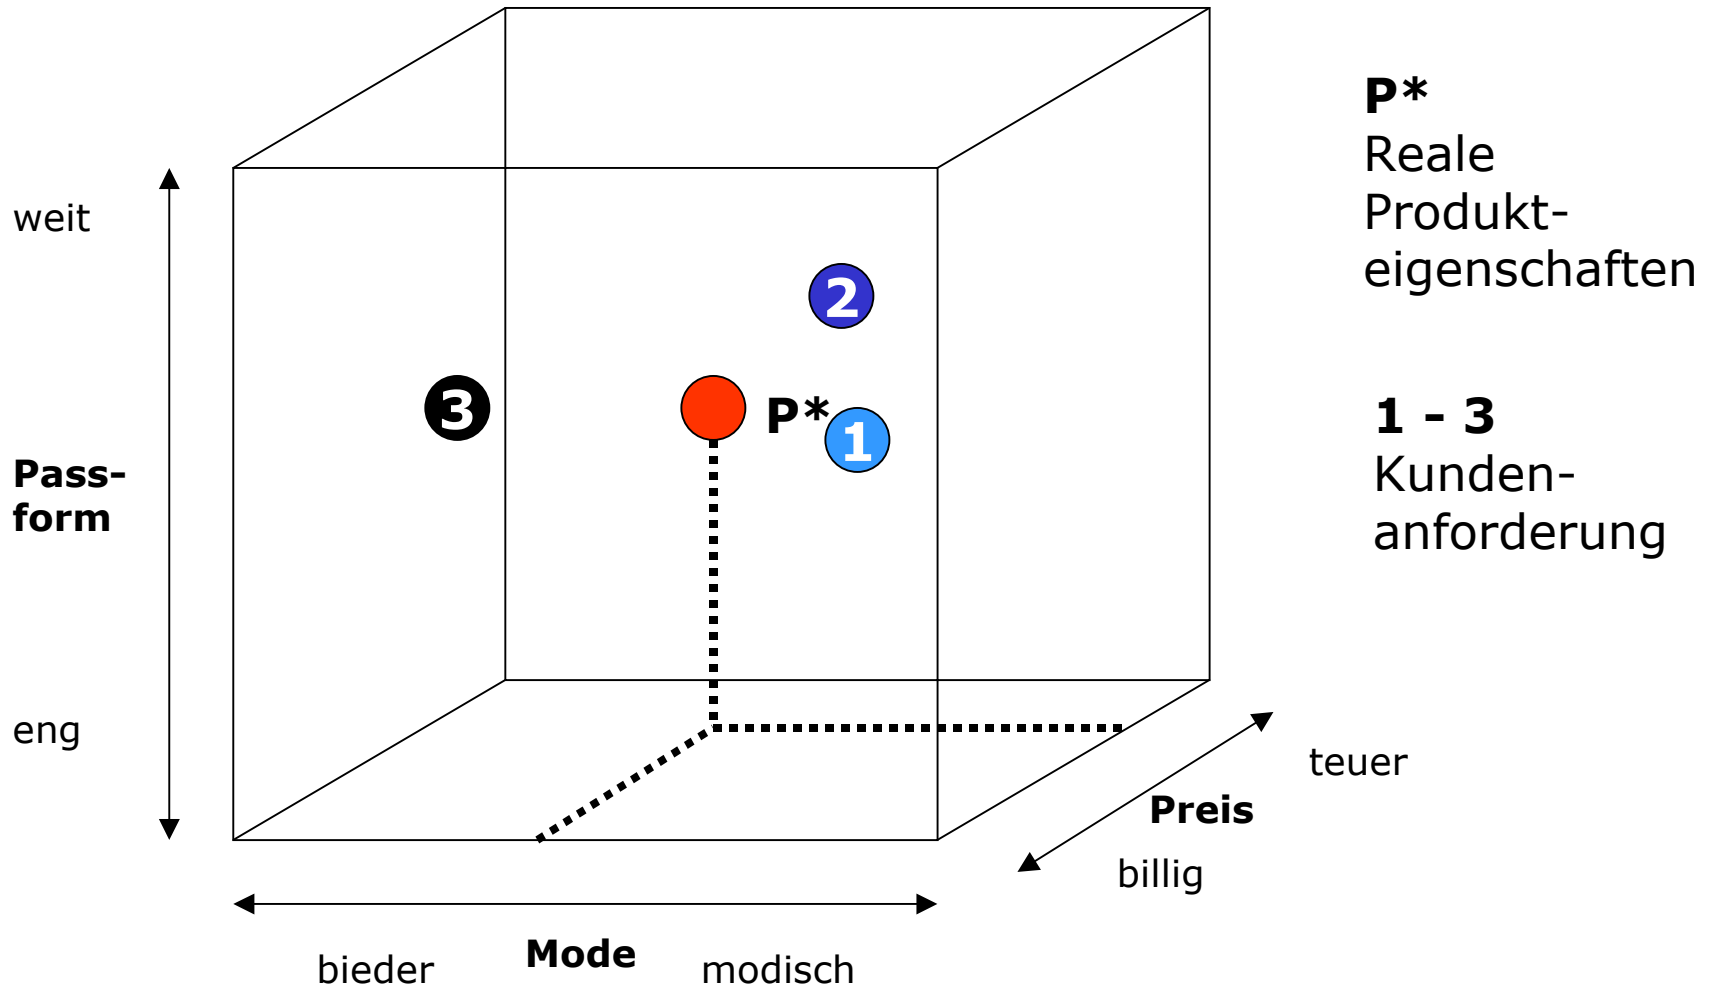 weit
Pass-
form
eng
2
3
P*
1
bieder
Mode
modisch
Preis
teuer
billig
P*
Reale
Produkt-
eigenschaften
1 - 3
Kunden-
anforderung